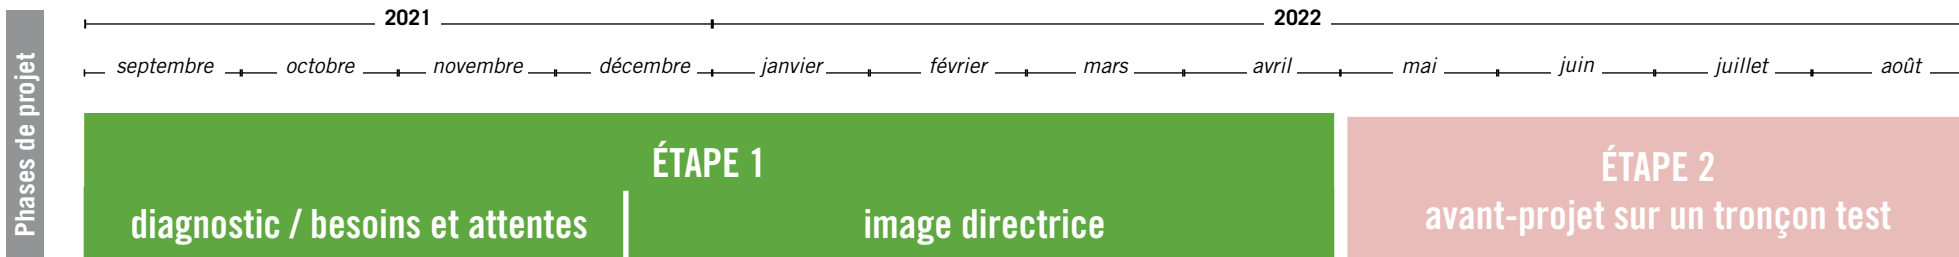 2021 2022
septembre octobre novembre décembre janvier février mars avril mai juin juillet août
Phases de projet
ÉTAPE 1
diagnostic / besoins et attentes
image directrice
ÉTAPE 2
avant-projet sur un tronçon test